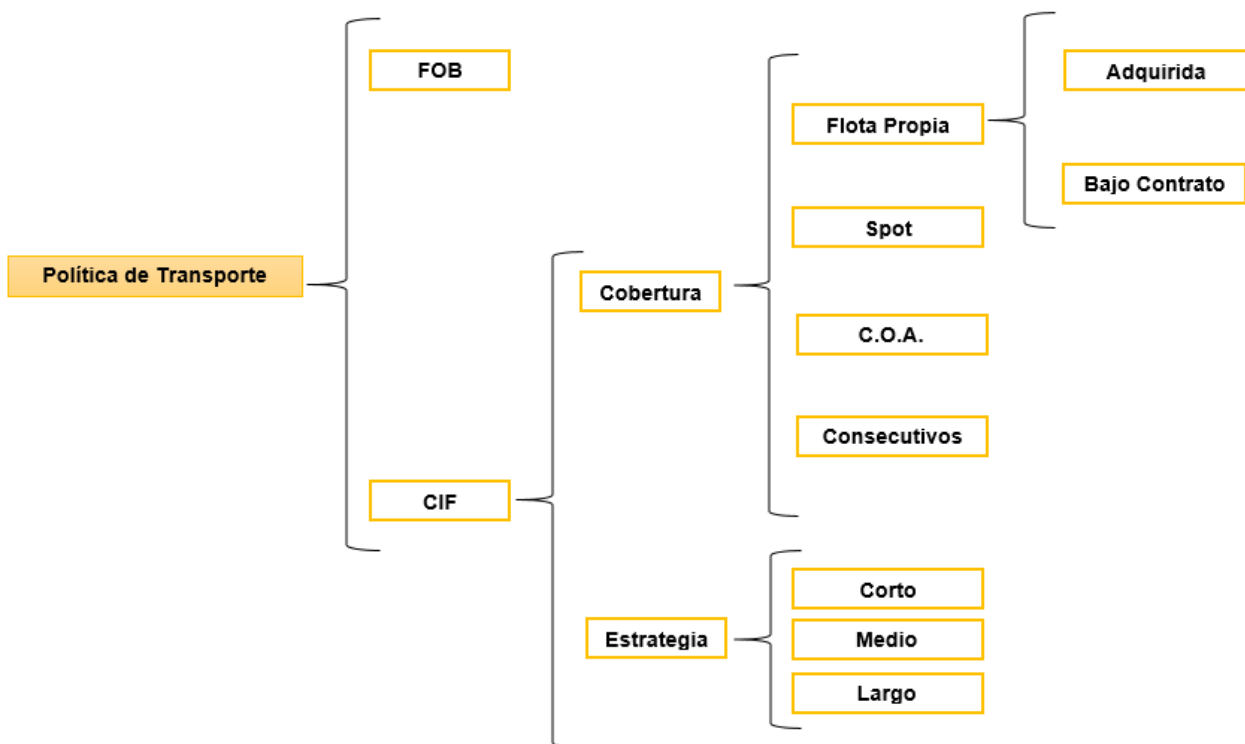 Política de Transporte
FOB
CIF
Cobertura
Estrategia
Flota Propia
Spot
C.O.A.
Consecutivos
Corto
Medio
Largo
Adquirida
Bajo Contrato